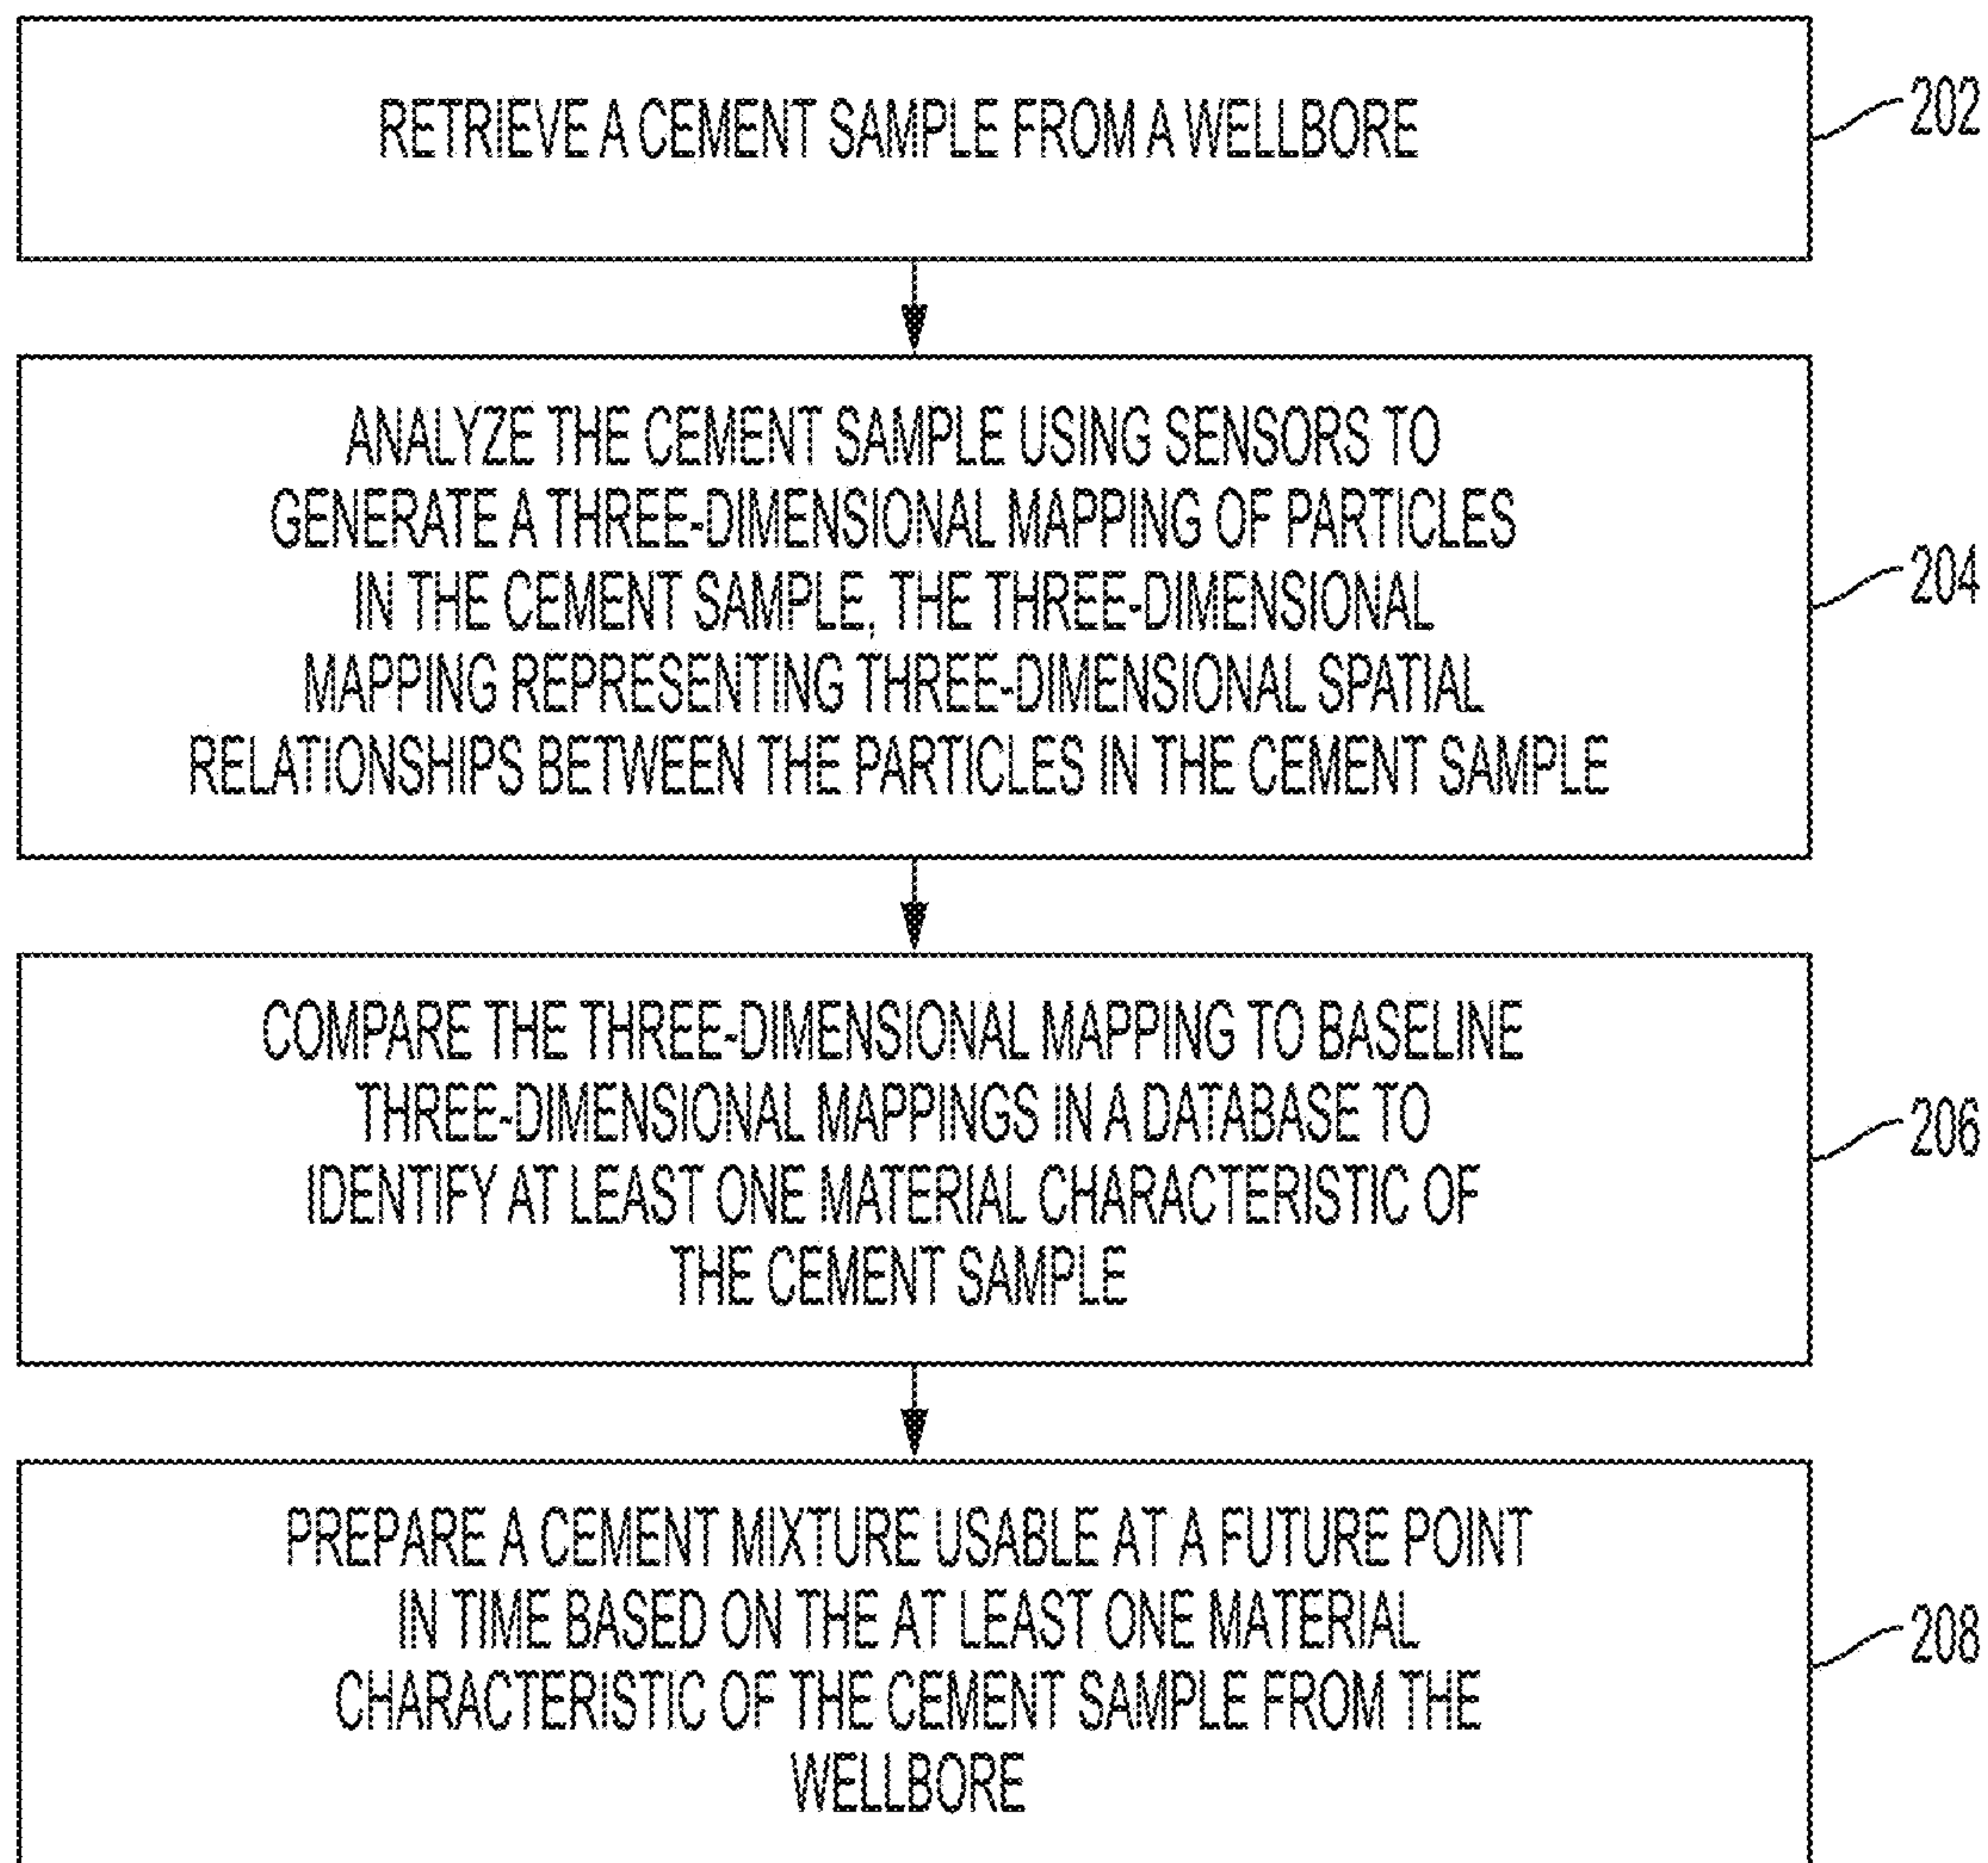 RETRIEVE A CEMENT SAMPLE FROM A WELLBORE
202
ANALYZE THE CEMENT SAMPLE USING SENSORS TO
GENERATE A THREE-DIMENSIONAL MAPPING OF PARTICLES
IN THE CEMENT SAMPLE, THE THREE-DIMENSIONAL
MAPPING REPRESENTING THREE-DIMENSIONAL SPATIAL
RELATIONSHIPS BETWEEN THE PARTICLES IN THE CEMENT SAMPLE
204
COMPARE THE THREE-DIMENSIONAL MAPPING TO BASELINE
THREE-DIMENSIONAL MAPPINGS IN A DATABASE TO
IDENTIFY AT LEAST ONE MATERIAL CHARACTERISTIC OF
THE CEMENT SAMPLE
206
PREPARE A CEMENT MIXTURE USABLE AT A FUTURE POINT
IN TIME BASED ON THE AT LEAST ONE MATERIAL
CHARACTERISTIC OF THE CEMENT SAMPLE FROM THE
WELLBORE
208